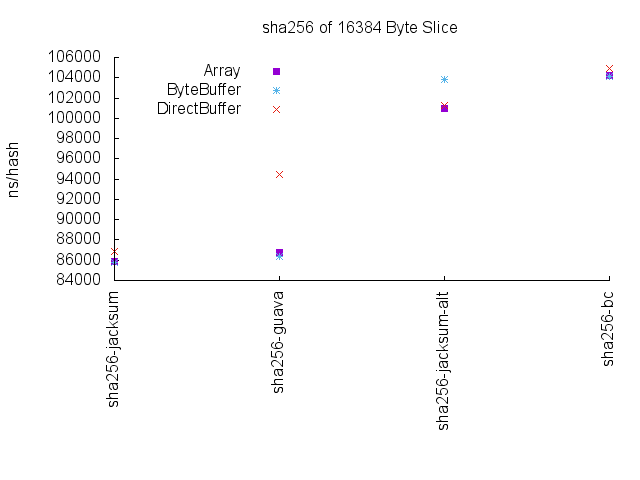 sha256 of 16384 Byte Slice
106000
104000
102000
100000
98000
96000
94000
92000
90000
88000
86000
84000
ns/hash
Array
ByteBuffer
DirectBuffer
sha256-jacksum
sha256-guava
sha256-jacksum-alt
sha256-bc